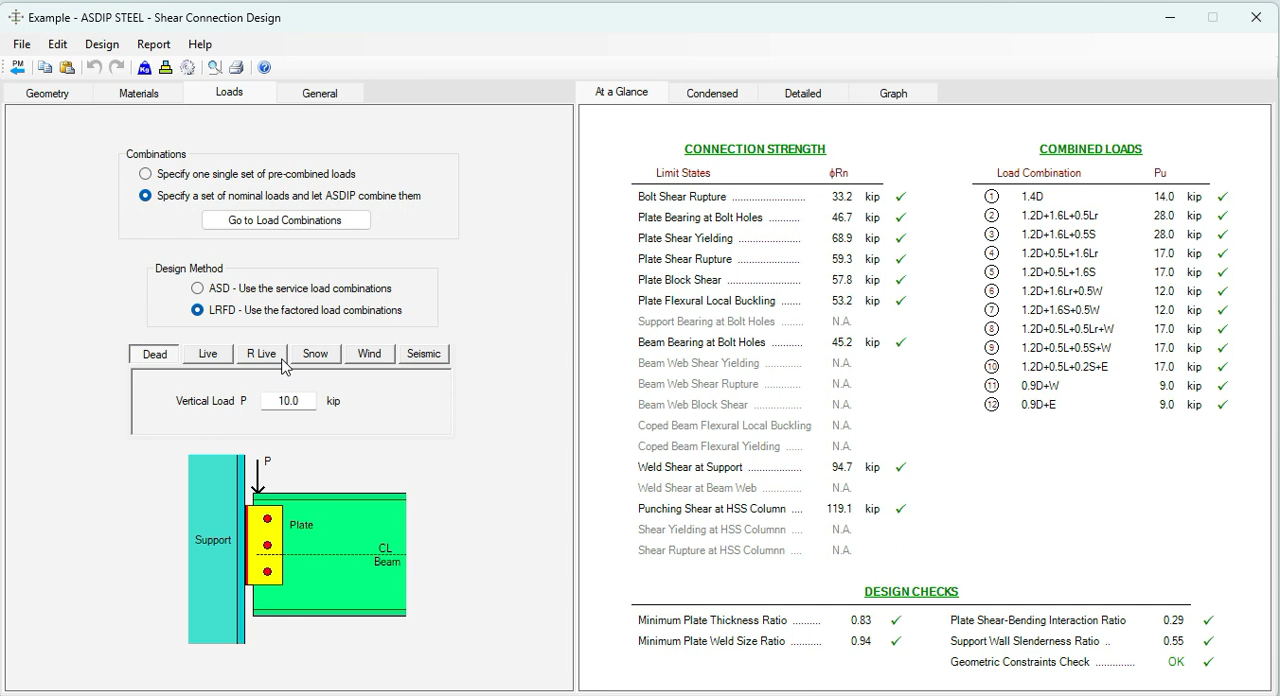 Example - ASDIP STEEL - Shear Connection Design
File Edit Design Report Help
PM Kg
Geometry Materials Loads General
Combinations
Specify one single set of pre-combined loads
Specify a set of nominal loads and let ASDIP combine them
Go to Load Combinations
Design Method
ASD - Use the service load combinations
LRFD - Use the factored load combinations
Dead Live R Live Snow Wind Seismic
Vertical Load P 10.0 kip
P
Plate
Support
CL
Beam
At a Glance Condensed Detailed Graph
CONNECTION STRENGTH
Limit States ϕRn
Bolt Shear Rupture .......................... 33.2 kip ✓
Plate Bearing at Bolt Holes ........... 46.7 kip ✓
Plate Shear Yielding ...................... 68.9 kip ✓
Plate Shear Rupture ...................... 59.3 kip ✓
Plate Block Shear .......................... 57.8 kip ✓
Plate Flexural Local Buckling ....... 53.2 kip ✓
Support Bearing at Bolt Holes ........ N.A.
Beam Bearing at Bolt Holes ........... 45.2 kip ✓
Beam Web Shear Yielding ............. N.A.
Beam Web Shear Rupture ............. N.A.
Beam Web Block Shear ................. N.A.
Coped Beam Flexural Local Buckling N.A.
Coped Beam Flexural Yielding ...... N.A.
Weld Shear at Support ................... 94.7 kip ✓
Weld Shear at Beam Web .............. N.A.
Punching Shear at HSS Column .... 119.1 kip ✓
Shear Yielding at HSS Columnn .... N.A.
Shear Rupture at HSS Columnn .... N.A.
COMBINED LOADS
Load Combination Pu
1 1.4D 14.0 kip ✓
2 1.2D+1.6L+0.5Lr 28.0 kip ✓
3 1.2D+1.6L+0.5S 28.0 kip ✓
4 1.2D+0.5L+1.6Lr 17.0 kip ✓
5 1.2D+0.5L+1.6S 17.0 kip ✓
6 1.2D+1.6Lr+0.5W 12.0 kip ✓
7 1.2D+1.6S+0.5W 12.0 kip ✓
8 1.2D+0.5L+0.5Lr+W 17.0 kip ✓
9 1.2D+0.5L+0.5S+W 17.0 kip ✓
10 1.2D+0.5L+0.2S+E 17.0 kip ✓
11 0.9D+W 9.0 kip ✓
12 0.9D+E 9.0 kip ✓
DESIGN CHECKS
Minimum Plate Thickness Ratio .......... 0.83 ✓
Minimum Plate Weld Size Ratio ........... 0.94 ✓
Plate Shear-Bending Interaction Ratio 0.29 ✓
Support Wall Slenderness Ratio .. 0.55 ✓
Geometric Constraints Check .............. OK ✓